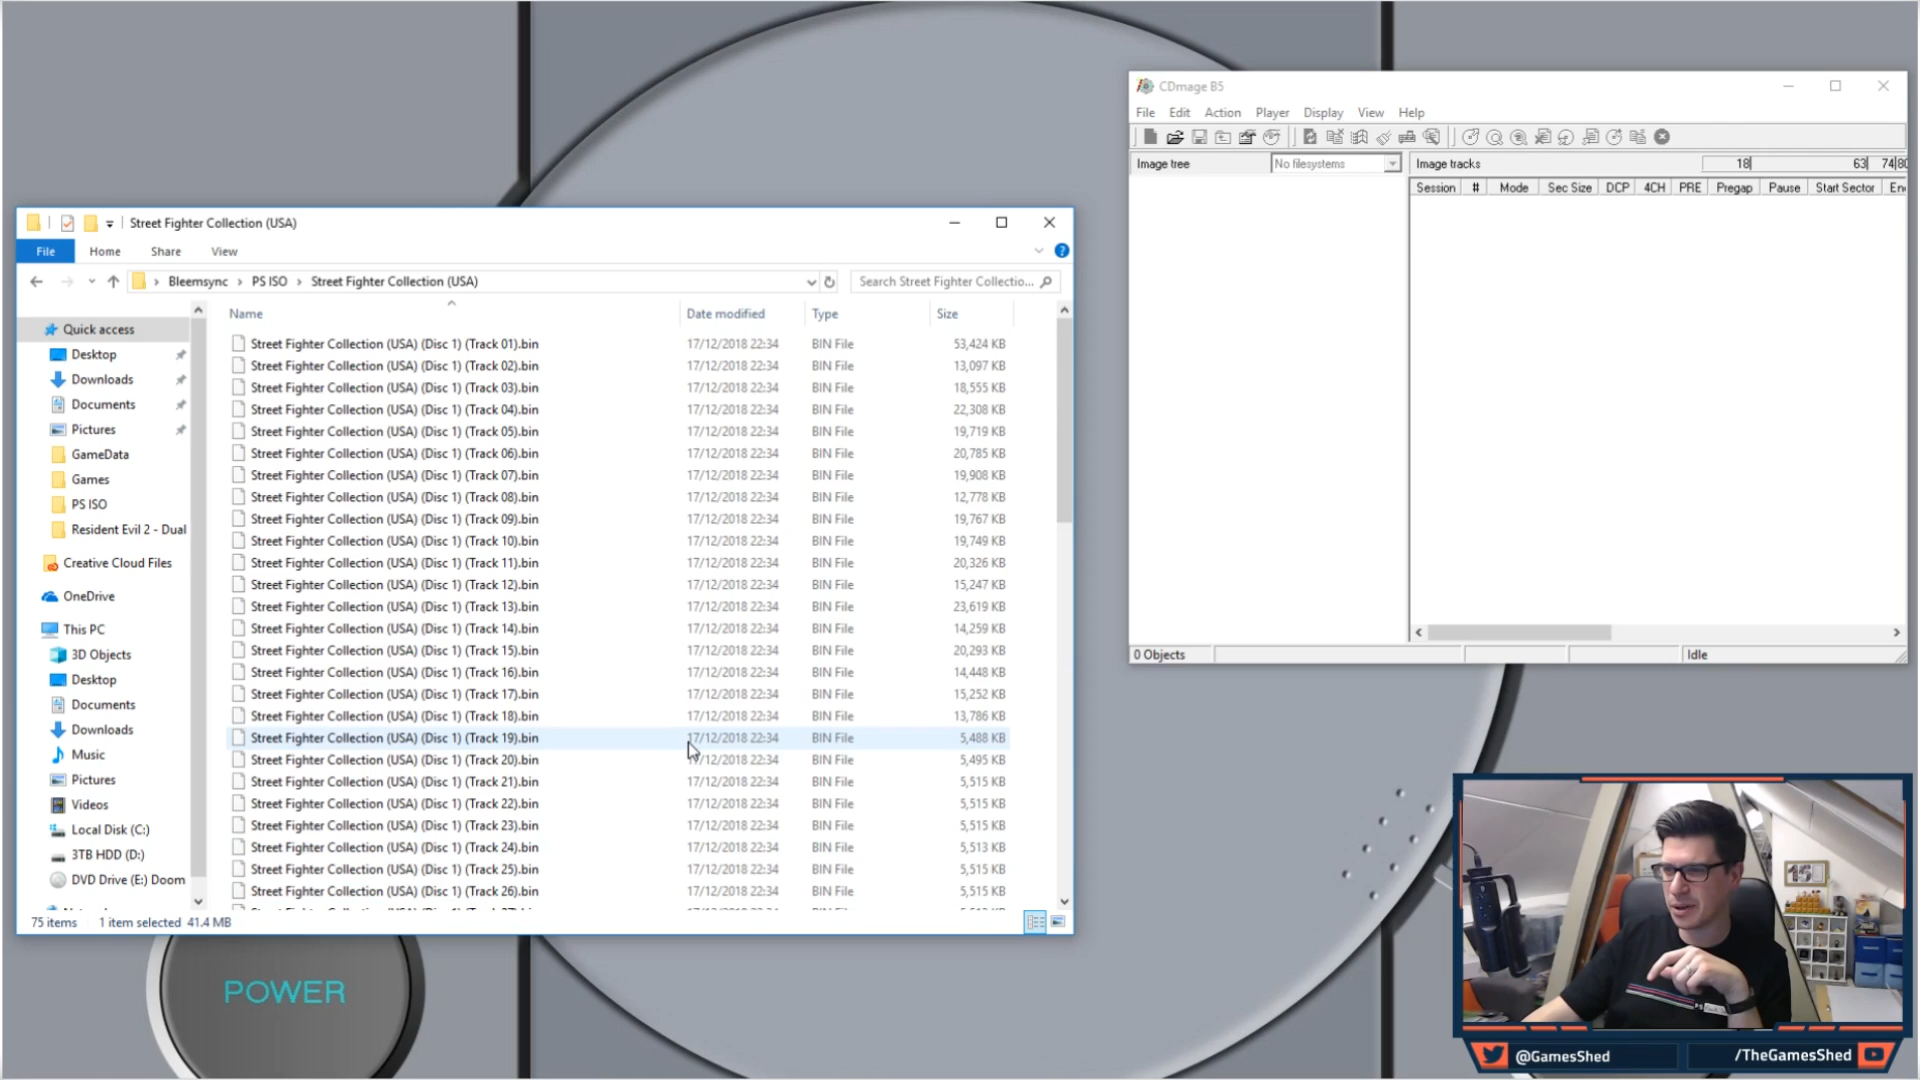 CDmage B5
File Edit Action Player Display View Help
Image tree No filesystems Image tracks 18 63 74|80
Session # Mode Sec Size DCP 4CH PRE Pregap Pause Start Sector
0 Objects Idle
Street Fighter Collection (USA)
File Home Share View
Bleemsync PS ISO Street Fighter Collection (USA) Search Street Fighter Collectio...
Name Date modified Type Size
Quick access
Desktop
Downloads
Documents
Pictures
GameData
Games
PS ISO
Resident Evil 2 - Dual
Creative Cloud Files
OneDrive
This PC
3D Objects
Desktop
Documents
Downloads
Music
Pictures
Videos
Local Disk (C:)
3TB HDD (D:)
DVD Drive (E:) Doom
Street Fighter Collection (USA) (Disc 1) (Track 01).bin 17/12/2018 22:34 BIN File 53,424 KB
Street Fighter Collection (USA) (Disc 1) (Track 02).bin 17/12/2018 22:34 BIN File 13,097 KB
Street Fighter Collection (USA) (Disc 1) (Track 03).bin 17/12/2018 22:34 BIN File 18,555 KB
Street Fighter Collection (USA) (Disc 1) (Track 04).bin 17/12/2018 22:34 BIN File 22,308 KB
Street Fighter Collection (USA) (Disc 1) (Track 05).bin 17/12/2018 22:34 BIN File 19,719 KB
Street Fighter Collection (USA) (Disc 1) (Track 06).bin 17/12/2018 22:34 BIN File 20,785 KB
Street Fighter Collection (USA) (Disc 1) (Track 07).bin 17/12/2018 22:34 BIN File 19,908 KB
Street Fighter Collection (USA) (Disc 1) (Track 08).bin 17/12/2018 22:34 BIN File 12,778 KB
Street Fighter Collection (USA) (Disc 1) (Track 09).bin 17/12/2018 22:34 BIN File 19,767 KB
Street Fighter Collection (USA) (Disc 1) (Track 10).bin 17/12/2018 22:34 BIN File 19,749 KB
Street Fighter Collection (USA) (Disc 1) (Track 11).bin 17/12/2018 22:34 BIN File 20,326 KB
Street Fighter Collection (USA) (Disc 1) (Track 12).bin 17/12/2018 22:34 BIN File 15,247 KB
Street Fighter Collection (USA) (Disc 1) (Track 13).bin 17/12/2018 22:34 BIN File 23,619 KB
Street Fighter Collection (USA) (Disc 1) (Track 14).bin 17/12/2018 22:34 BIN File 14,259 KB
Street Fighter Collection (USA) (Disc 1) (Track 15).bin 17/12/2018 22:34 BIN File 20,293 KB
Street Fighter Collection (USA) (Disc 1) (Track 16).bin 17/12/2018 22:34 BIN File 14,448 KB
Street Fighter Collection (USA) (Disc 1) (Track 17).bin 17/12/2018 22:34 BIN File 15,252 KB
Street Fighter Collection (USA) (Disc 1) (Track 18).bin 17/12/2018 22:34 BIN File 13,786 KB
Street Fighter Collection (USA) (Disc 1) (Track 19).bin 17/12/2018 22:34 BIN File 5,488 KB
Street Fighter Collection (USA) (Disc 1) (Track 20).bin 17/12/2018 22:34 BIN File 5,495 KB
Street Fighter Collection (USA) (Disc 1) (Track 21).bin 17/12/2018 22:34 BIN File 5,515 KB
Street Fighter Collection (USA) (Disc 1) (Track 22).bin 17/12/2018 22:34 BIN File 5,515 KB
Street Fighter Collection (USA) (Disc 1) (Track 23).bin 17/12/2018 22:34 BIN File 5,515 KB
Street Fighter Collection (USA) (Disc 1) (Track 24).bin 17/12/2018 22:34 BIN File 5,513 KB
Street Fighter Collection (USA) (Disc 1) (Track 25).bin 17/12/2018 22:34 BIN File 5,515 KB
Street Fighter Collection (USA) (Disc 1) (Track 26).bin 17/12/2018 22:34 BIN File 5,515 KB
75 items 1 item selected 41.4 MB
POWER
@GamesShed /TheGamesShed